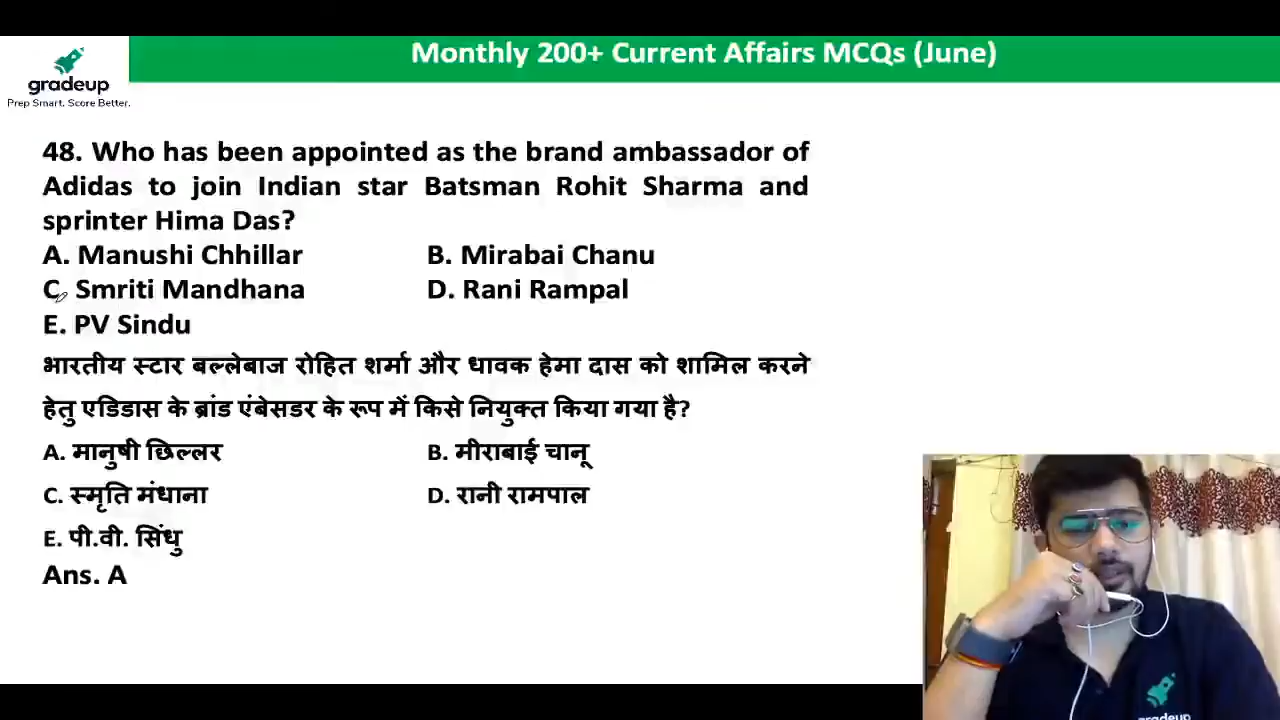 Monthly 200+ Current Affairs MCQs (June)
gradeup
Prep Smart. Score Better.
48. Who has been appointed as the brand ambassador of
Adidas to join Indian star Batsman Rohit Sharma and
sprinter Hima Das?
A. Manushi Chhillar B. Mirabai Chanu
C. Smriti Mandhana D. Rani Rampal
E. PV Sindu
भारतीय स्टार बल्लेबाज रोहित शर्मा और धावक हेमा दास को शामिल करने
हेतु एडिडास के ब्रांड एंबेसडर के रूप में किसे नियुक्त किया गया है?
A. मानुषी छिल्लर B. मीराबाई चानू
C. स्मृति मंधाना D. रानी रामपाल
E. पी.वी. सिंधु
Ans. A
gradeup